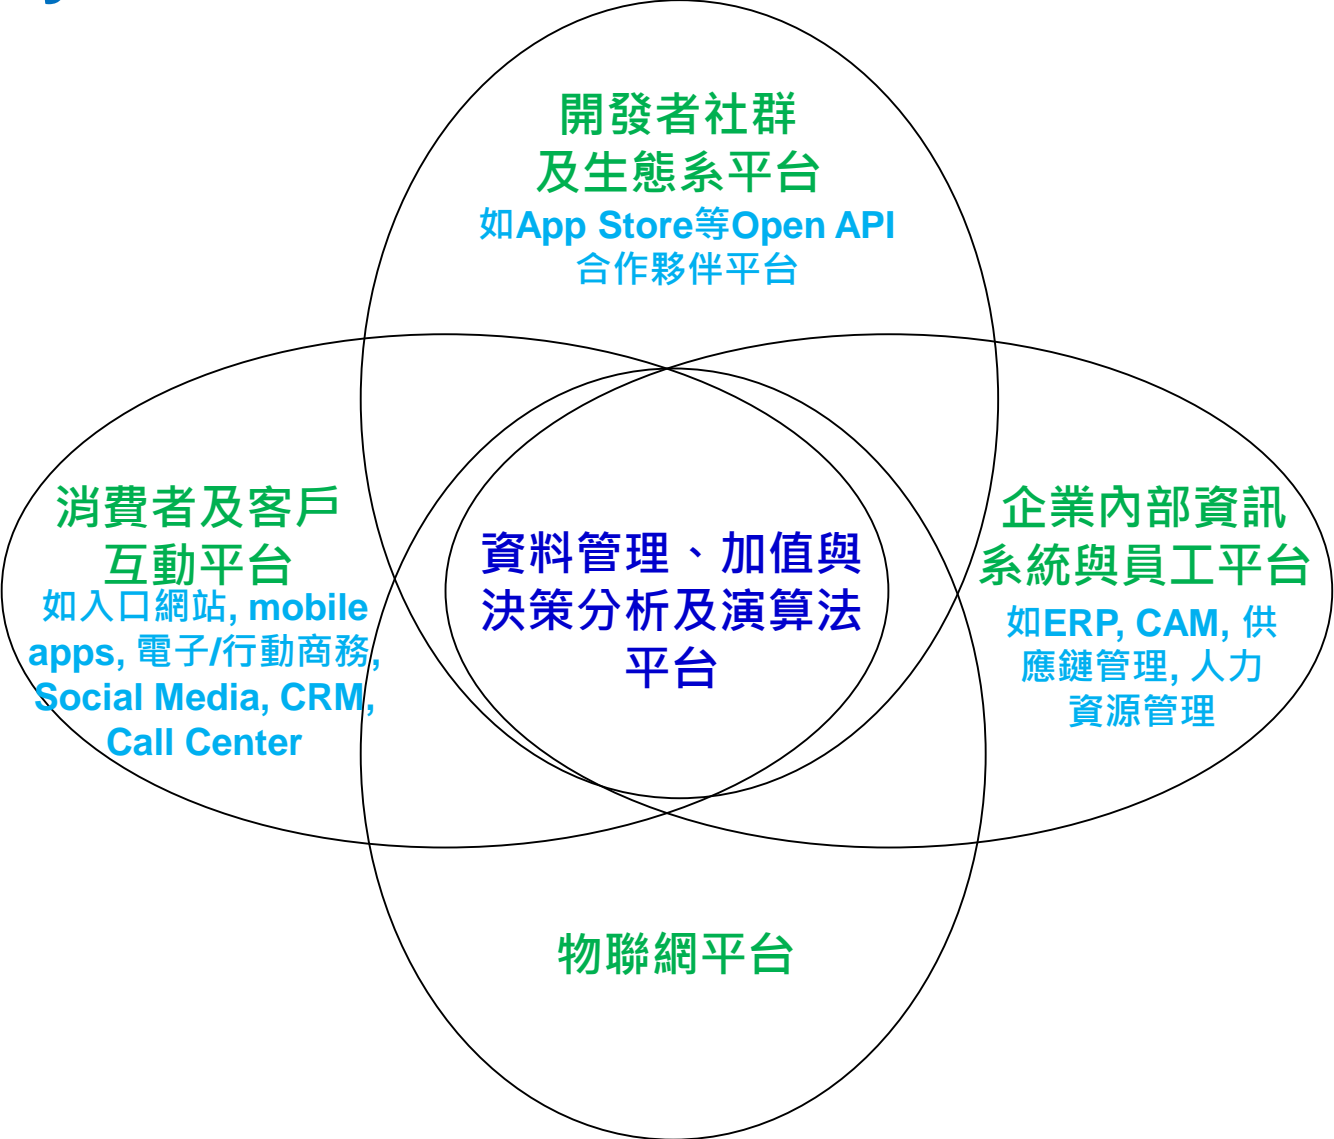 開發者社群
及生態系平台
如App Store等Open API
合作夥伴平台
消費者及客戶
互動平台
如入口網站, mobile
apps, 電子/行動商務,
Social Media, CRM,
Call Center
資料管理、加值與
決策分析及演算法
平台
企業內部資訊
系統與員工平台
如ERP, CAM, 供
應鏈管理, 人力
資源管理
物聯網平台